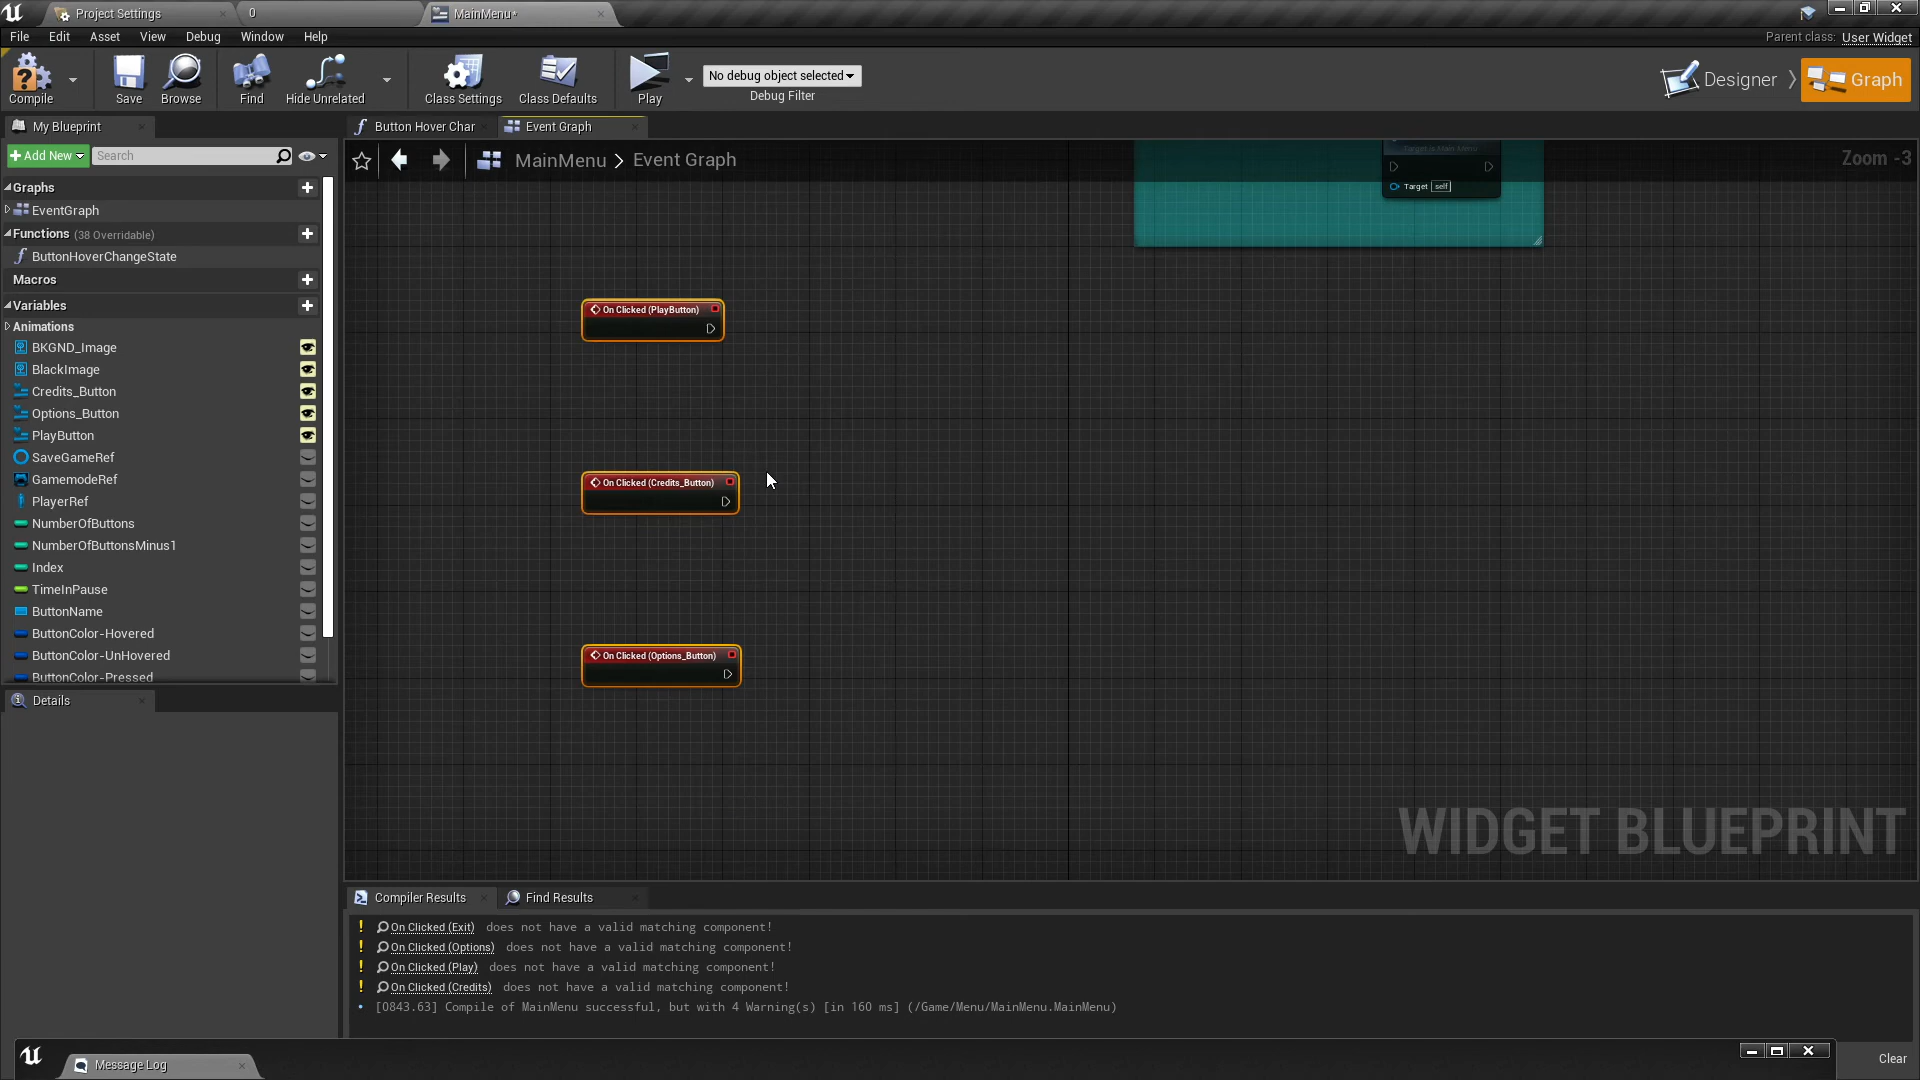 Project Settings
0
MainMenu*
File Edit Asset View Debug Window Help
Parent class: User Widget
Compile
Save
Browse
Find
Hide Unrelated
Class Settings
Class Defaults
Play
No debug object selected
Debug Filter
Designer
Graph
My Blueprint
Button Hover Char
Event Graph
Add New
Search
MainMenu > Event Graph
Zoom -3
Target is Main Menu
Target self
Graphs
EventGraph
Functions (38 Overridable)
ButtonHoverChangeState
Macros
Variables
Animations
BKGND_Image
BlackImage
Credits_Button
Options_Button
PlayButton
SaveGameRef
GamemodeRef
PlayerRef
NumberOfButtons
NumberOfButtonsMinus1
Index
TimeInPause
ButtonName
ButtonColor-Hovered
ButtonColor-UnHovered
ButtonColor-Pressed
Details
On Clicked (PlayButton)
On Clicked (Credits_Button)
On Clicked (Options_Button)
WIDGET BLUEPRINT
Compiler Results
Find Results
On Clicked (Exit) does not have a valid matching component!
On Clicked (Options) does not have a valid matching component!
On Clicked (Play) does not have a valid matching component!
On Clicked (Credits) does not have a valid matching component!
[0843.63] Compile of MainMenu successful, but with 4 Warning(s) [in 160 ms] (/Game/Menu/MainMenu.MainMenu)
Message Log
Clear